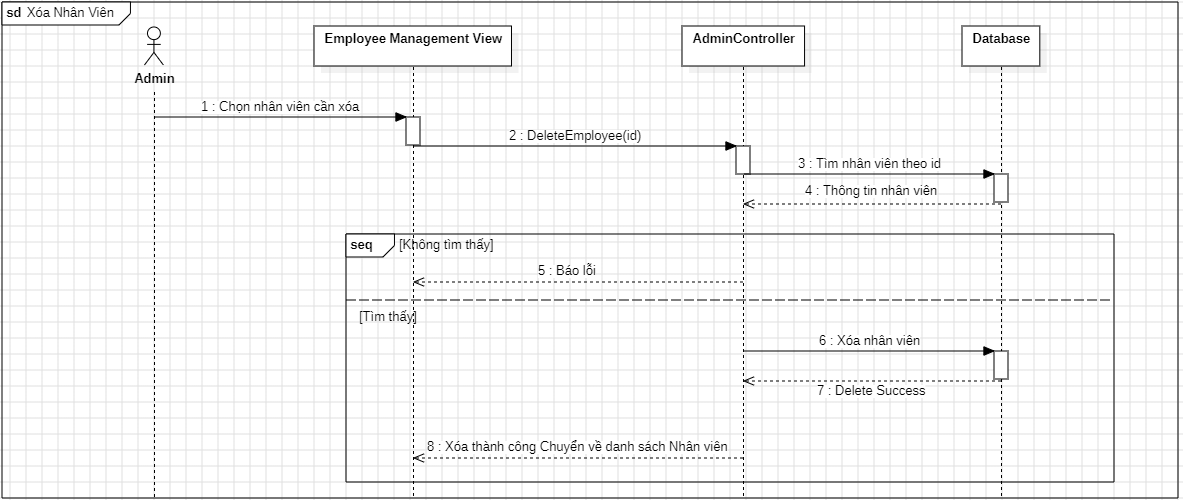 sd Xóa Nhân Viên
Employee Management View
AdminController
Database
Admin
1 : Chọn nhân viên cần xóa
2 : DeleteEmployee(id)
3 : Tìm nhân viên theo id
4 : Thông tin nhân viên
seq [Không tìm thấy]
5 : Báo lỗi
[Tìm thấy]
6 : Xóa nhân viên
7 : Delete Success
8 : Xóa thành công Chuyển về danh sách Nhân viên